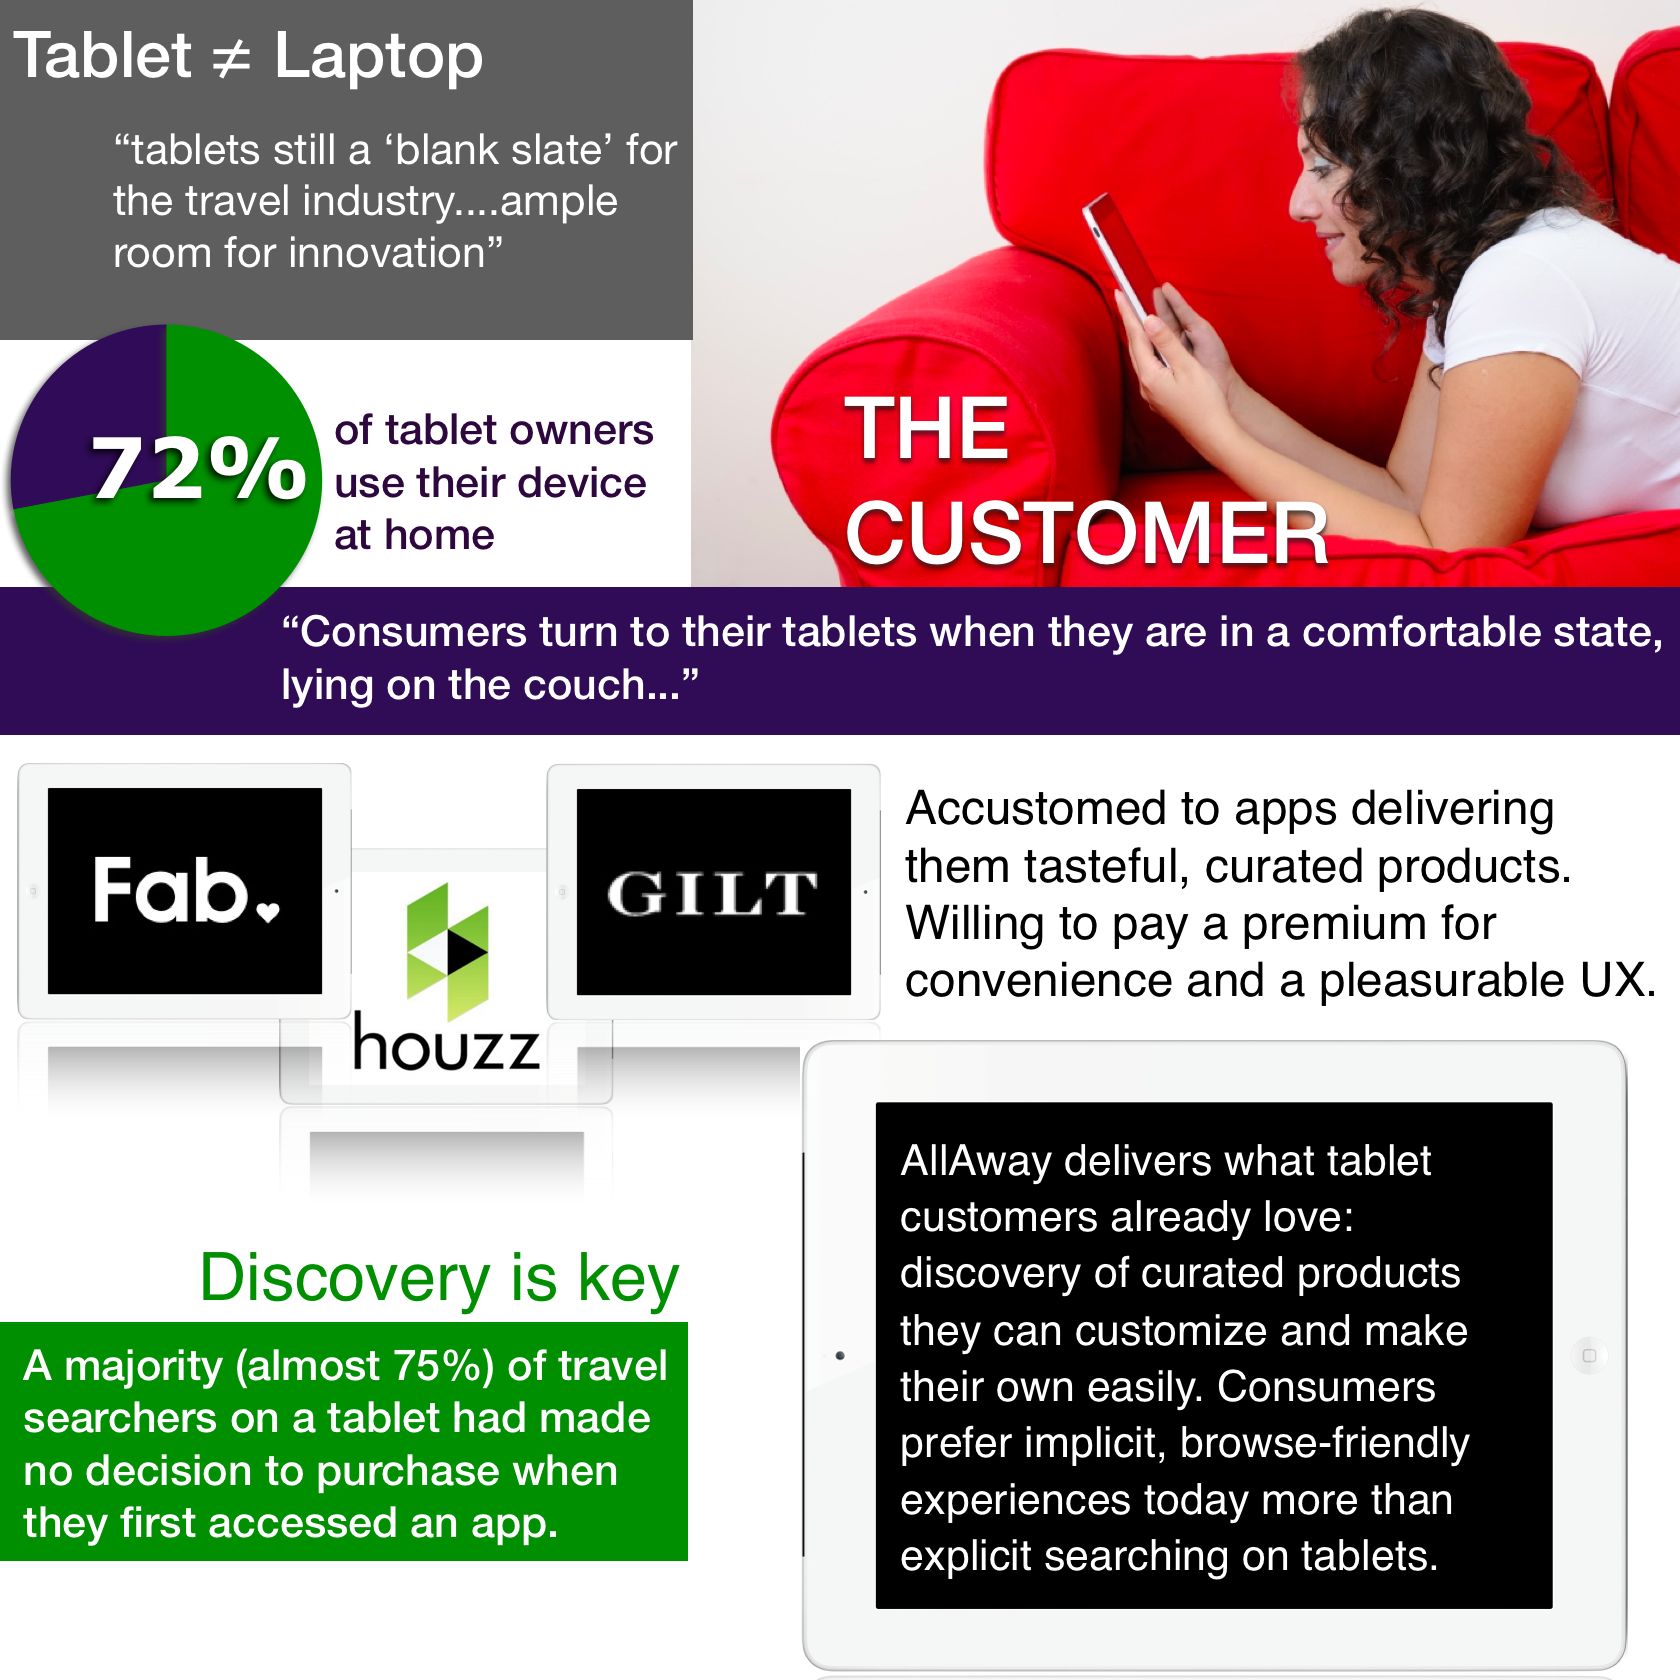 Tablet ≠ Laptop
“tablets still a ‘blank slate’ for
the travel industry....ample
room for innovation”
72%
of tablet owners
use their device
at home
THE
CUSTOMER
“Consumers turn to their tablets when they are in a comfortable state,
lying on the couch...”
Fab.
houzz
GILT
Accustomed to apps delivering
them tasteful, curated products.
Willing to pay a premium for
convenience and a pleasurable UX.
Discovery is key
A majority (almost 75%) of travel
searchers on a tablet had made
no decision to purchase when
they first accessed an app.
AllAway delivers what tablet
customers already love:
discovery of curated products
they can customize and make
their own easily. Consumers
prefer implicit, browse-friendly
experiences today more than
explicit searching on tablets.